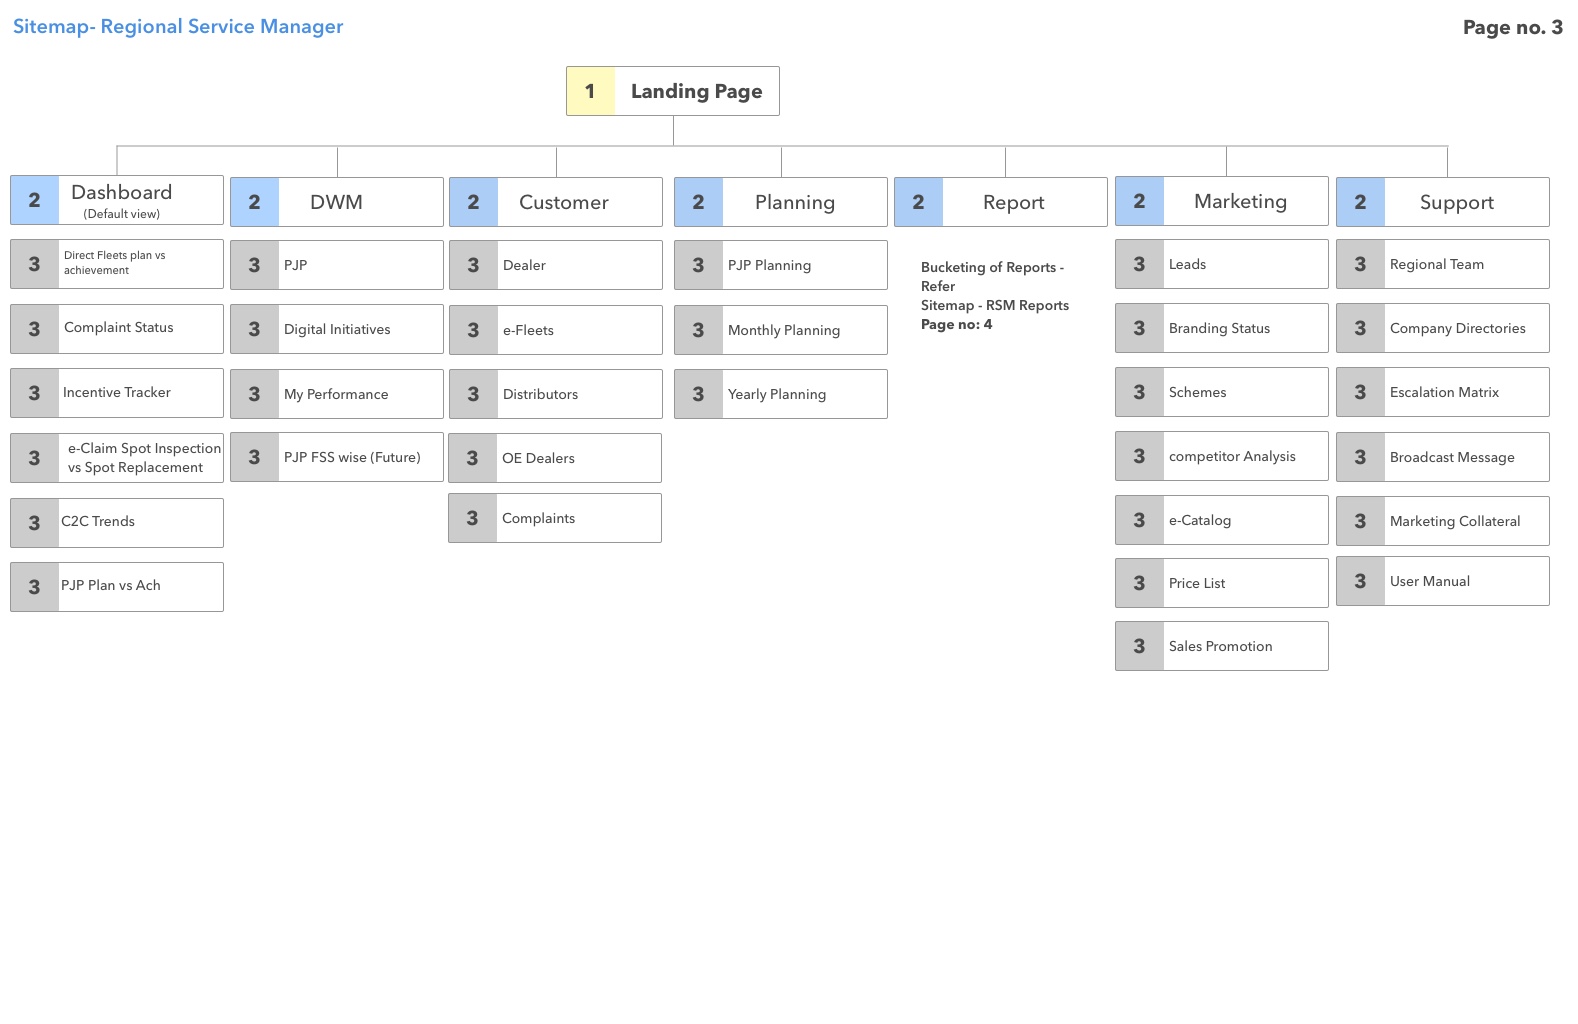 Sitemap- Regional Service Manager
Page no. 3
1 Landing Page
2 Dashboard
(Default view)
3 Direct Fleets plan vs
achievement
3 Complaint Status
3 Incentive Tracker
3 e-Claim Spot Inspection
vs Spot Replacement
3 C2C Trends
3 PJP Plan vs Ach
2 DWM
3 PJP
3 Digital Initiatives
3 My Performance
3 PJP FSS wise (Future)
2 Customer
3 Dealer
3 e-Fleets
3 Distributors
3 OE Dealers
3 Complaints
2 Planning
3 PJP Planning
3 Monthly Planning
3 Yearly Planning
2 Report
Bucketing of Reports -
Refer
Sitemap - RSM Reports
Page no: 4
2 Marketing
3 Leads
3 Branding Status
3 Schemes
3 competitor Analysis
3 e-Catalog
3 Price List
3 Sales Promotion
2 Support
3 Regional Team
3 Company Directories
3 Escalation Matrix
3 Broadcast Message
3 Marketing Collateral
3 User Manual